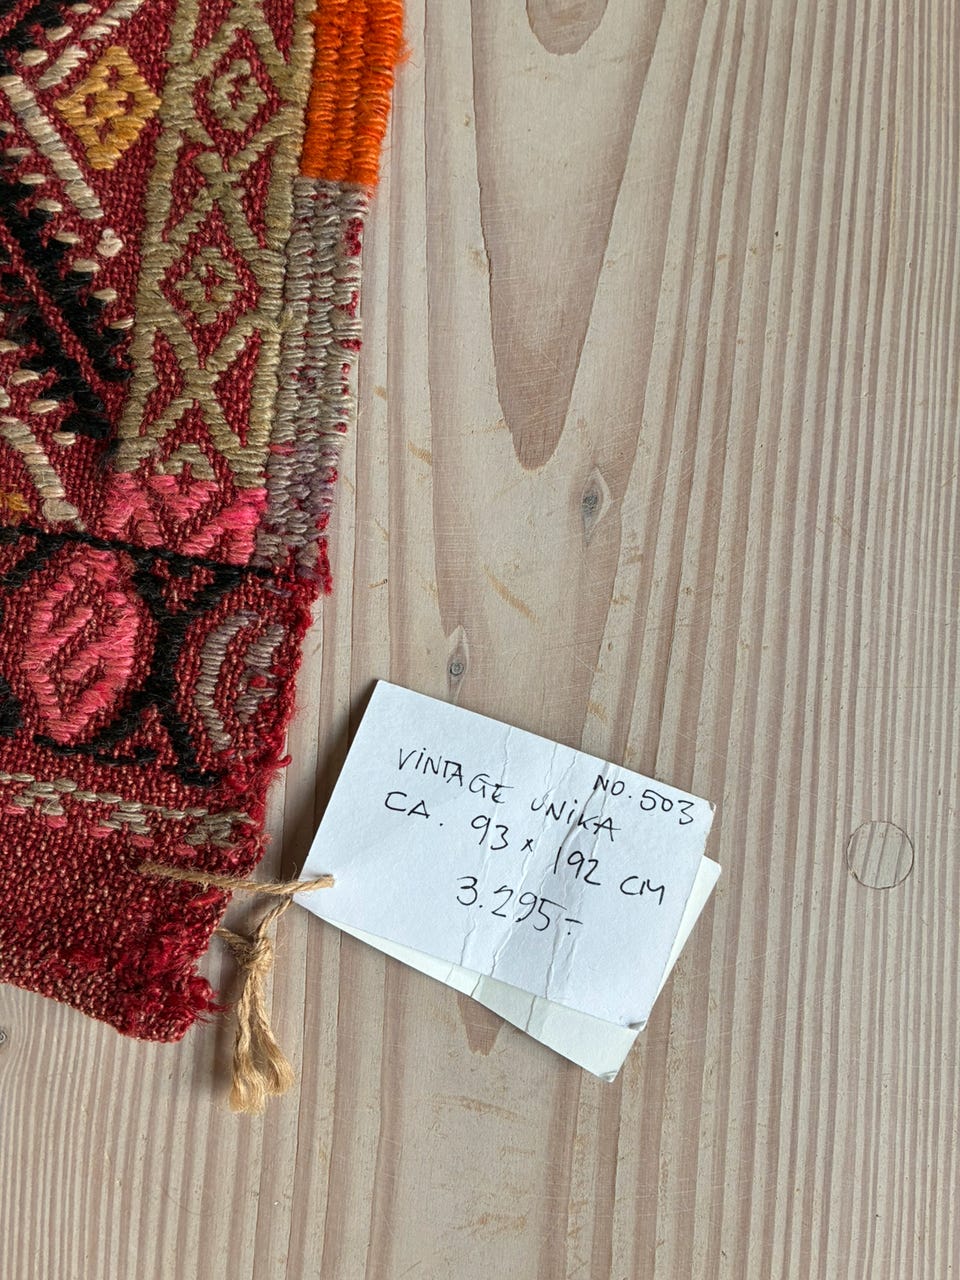 NO. 503
VINTAGE UNIKA
CA. 93 x 192 CM
3.295,-